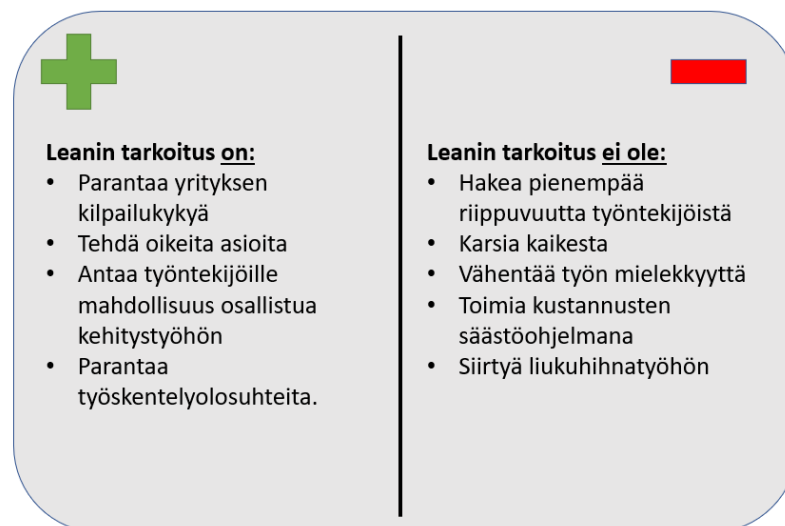 Leanin tarkoitus on:
• Parantaa yrityksen
kilpailukykyä
• Tehdä oikeita asioita
• Antaa työntekijöille
mahdollisuus osallistua
kehitystyöhön
• Parantaa
työskentelyolosuhteita.
Leanin tarkoitus ei ole:
• Hakea pienempää
riippuvuutta työntekijöistä
• Karsia kaikesta
• Vähentää työn mielekkyyttä
• Toimia kustannusten
säästöohjelmana
• Siirtyä liukuhihnatyöhön